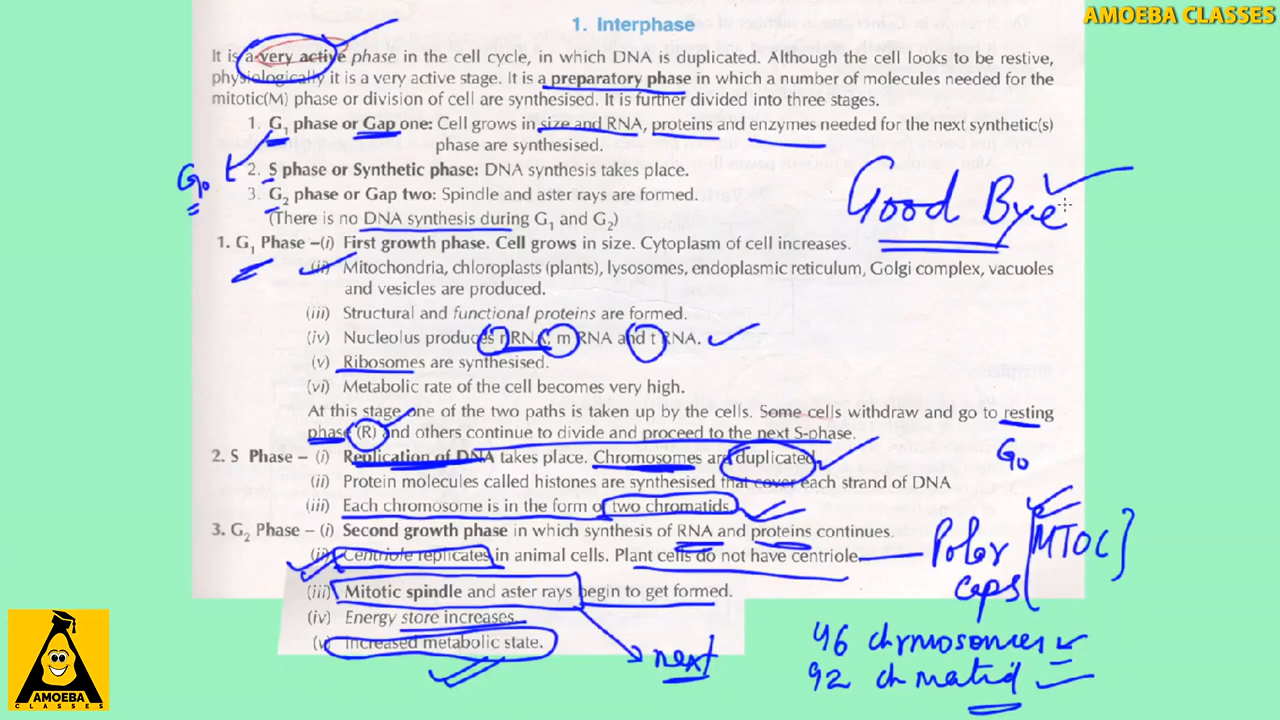 AMOEBA CLASSES
1. Interphase
It is a very active phase in the cell cycle, in which DNA is duplicated. Although the cell looks to be restive,
physiologically it is a very active stage. It is a preparatory phase in which a number of molecules needed for the
mitotic(M) phase or division of cell are synthesised. It is further divided into three stages.
1. G1 phase or Gap one: Cell grows in size and RNA, proteins and enzymes needed for the next synthetic(s)
phase are synthesised.
G0
2. S phase or Synthetic phase: DNA synthesis takes place.
3. G2 phase or Gap two: Spindle and aster rays are formed.
Good Bye
(There is no DNA synthesis during G1 and G2)
1. G1 Phase –(i) First growth phase. Cell grows in size. Cytoplasm of cell increases.
(ii) Mitochondria, chloroplasts (plants), lysosomes, endoplasmic reticulum, Golgi complex, vacuoles
and vesicles are produced.
(iii) Structural and functional proteins are formed.
(iv) Nucleolus produces rRNA, m RNA and t RNA.
(v) Ribosomes are synthesised.
(vi) Metabolic rate of the cell becomes very high.
At this stage one of the two paths is taken up by the cells. Some cells withdraw and go to resting
phase (R) and others continue to divide and proceed to the next S-phase.
G0
2. S Phase – (i) Replication of DNA takes place. Chromosomes are duplicated
(ii) Protein molecules called histones are synthesised that cover each strand of DNA
(iii) Each chromosome is in the form of two chromatids.
3. G2 Phase – (i) Second growth phase in which synthesis of RNA and proteins continues.
(ii) Centriole replicates in animal cells. Plant cells do not have centriole.
Polar caps [MTOC]
(iii) Mitotic spindle and aster rays begin to get formed.
(iv) Energy store increases.
(v) Increased metabolic state.
next
46 chrmosomes
92 chmatid
AMOEBA
CLASSES